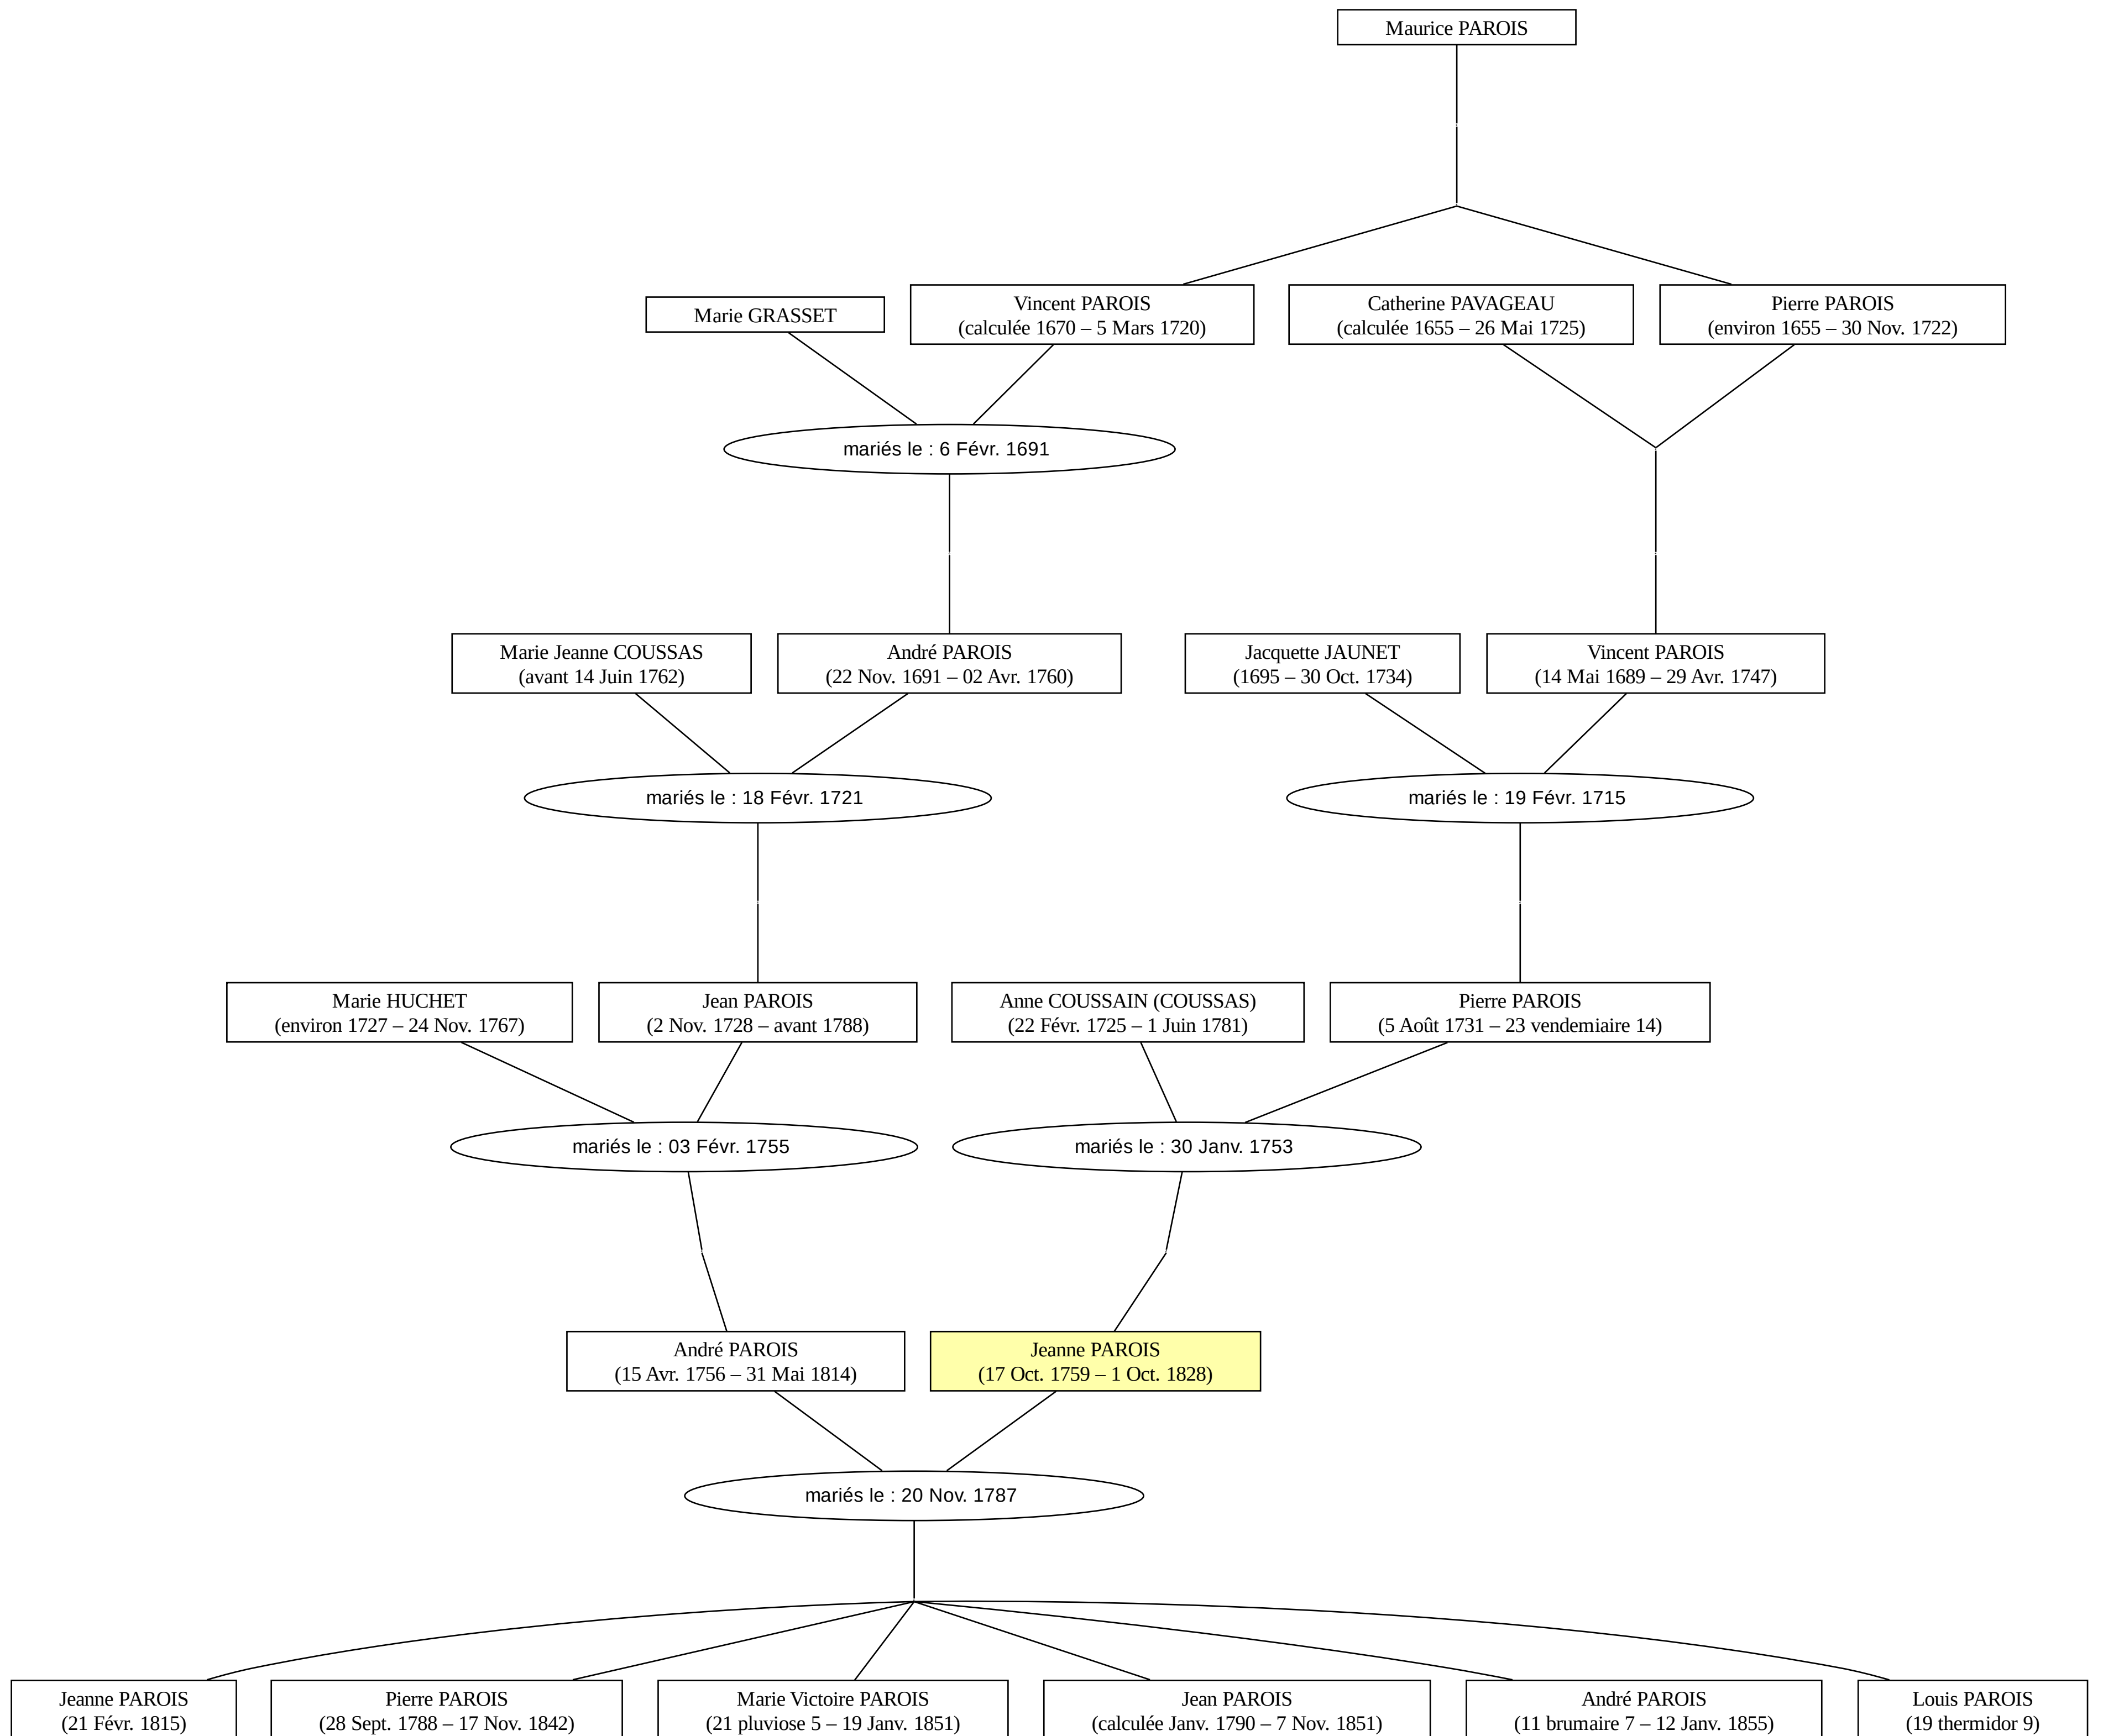 Maurice PAROIS
Marie GRASSET
Vincent PAROIS
(calculée 1670 – 5 Mars 1720)
Catherine PAVAGEAU
(calculée 1655 – 26 Mai 1725)
Pierre PAROIS
(environ 1655 – 30 Nov. 1722)
mariés le : 6 Févr. 1691
Marie Jeanne COUSSAS
(avant 14 Juin 1762)
André PAROIS
(22 Nov. 1691 – 02 Avr. 1760)
Jacquette JAUNET
(1695 – 30 Oct. 1734)
Vincent PAROIS
(14 Mai 1689 – 29 Avr. 1747)
mariés le : 18 Févr. 1721
mariés le : 19 Févr. 1715
Marie HUCHET
(environ 1727 – 24 Nov. 1767)
Jean PAROIS
(2 Nov. 1728 – avant 1788)
Anne COUSSAIN (COUSSAS)
(22 Févr. 1725 – 1 Juin 1781)
Pierre PAROIS
(5 Août 1731 – 23 vendemiaire 14)
mariés le : 03 Févr. 1755
mariés le : 30 Janv. 1753
André PAROIS
(15 Avr. 1756 – 31 Mai 1814)
Jeanne PAROIS
(17 Oct. 1759 – 1 Oct. 1828)
mariés le : 20 Nov. 1787
Jeanne PAROIS
(21 Févr. 1815)
Pierre PAROIS
(28 Sept. 1788 – 17 Nov. 1842)
Marie Victoire PAROIS
(21 pluviose 5 – 19 Janv. 1851)
Jean PAROIS
(calculée Janv. 1790 – 7 Nov. 1851)
André PAROIS
(11 brumaire 7 – 12 Janv. 1855)
Louis PAROIS
(19 thermidor 9)